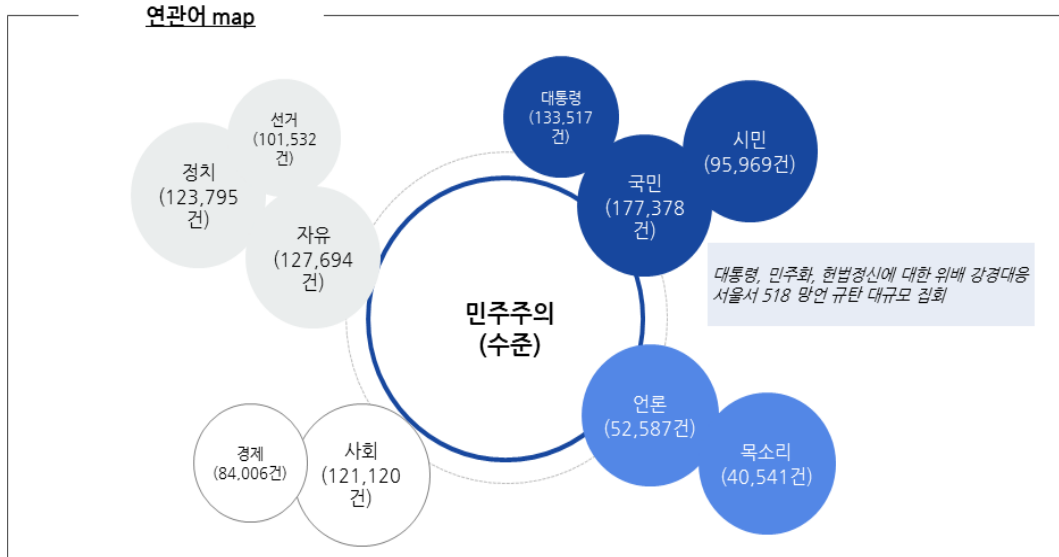 연관어 map
선거
(101,532
건)
정치
(123,795
건)
자유
(127,694
건)
대통령
(133,517
건)
국민
(177,378
건)
시민
(95,969건)
대통령, 민주화, 헌법정신에 대한 위배 강경대응
서울서 518 망언 규탄 대규모 집회
민주주의
(수준)
언론
(52,587건)
목소리
(40,541건)
경제
(84,006건)
사회
(121,120
건)